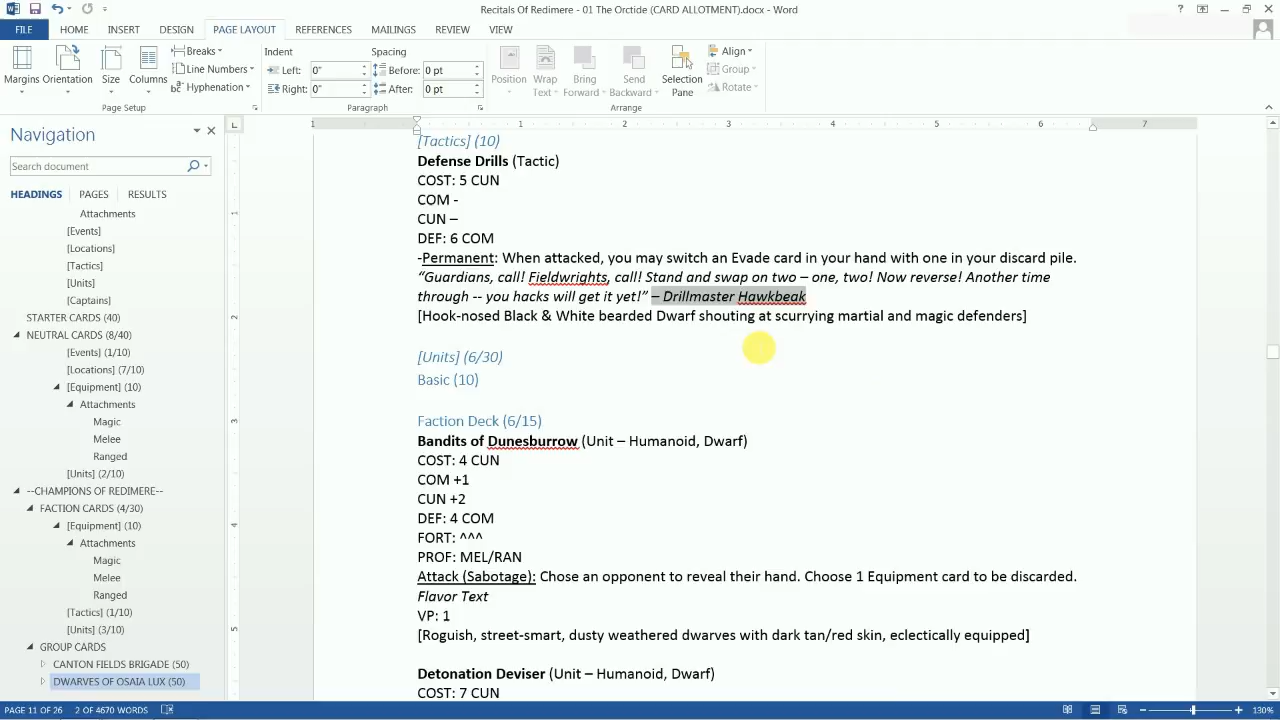 Recitals Of Redimere - 01 The Orctide (CARD ALLOTMENT).docx - Word
FILE HOME INSERT DESIGN PAGE LAYOUT REFERENCES MAILINGS REVIEW VIEW
Margins Orientation Size Columns
Breaks
Line Numbers
Hyphenation
Page Setup
Indent
Left: 0"
Right: 0"
Spacing
Before: 0 pt
After: 0 pt
Paragraph
Position Wrap Text Bring Forward Send Backward Selection Pane
Align
Group
Rotate
Arrange
Navigation
Search document
HEADINGS PAGES RESULTS
Attachments
[Events]
[Locations]
[Tactics]
[Units]
[Captains]
STARTER CARDS (40)
NEUTRAL CARDS (8/40)
[Events] (1/10)
[Locations] (7/10)
[Equipment] (10)
Attachments
Magic
Melee
Ranged
[Units] (2/10)
--CHAMPIONS OF REDIMERE--
FACTION CARDS (4/30)
[Equipment] (10)
Attachments
Magic
Melee
Ranged
[Tactics] (1/10)
[Units] (3/10)
GROUP CARDS
CANTON FIELDS BRIGADE (50)
DWARVES OF OSAIA LUX (50)
1 1 2 3 4 5 6 7
1
2
3
4
5
[Tactics] (10)
Defense Drills (Tactic)
COST: 5 CUN
COM -
CUN –
DEF: 6 COM
-Permanent: When attacked, you may switch an Evade card in your hand with one in your discard pile.
“Guardians, call! Fieldwrights, call! Stand and swap on two – one, two! Now reverse! Another time
through -- you hacks will get it yet!” – Drillmaster Hawkbeak
[Hook-nosed Black & White bearded Dwarf shouting at scurrying martial and magic defenders]
[Units] (6/30)
Basic (10)
Faction Deck (6/15)
Bandits of Dunesburrow (Unit – Humanoid, Dwarf)
COST: 4 CUN
COM +1
CUN +2
DEF: 4 COM
FORT: ^^^
PROF: MEL/RAN
Attack (Sabotage): Chose an opponent to reveal their hand. Choose 1 Equipment card to be discarded.
Flavor Text
VP: 1
[Roguish, street-smart, dusty weathered dwarves with dark tan/red skin, eclectically equipped]
Detonation Deviser (Unit – Humanoid, Dwarf)
COST: 7 CUN
PAGE 11 OF 26 2 OF 4670 WORDS 130%